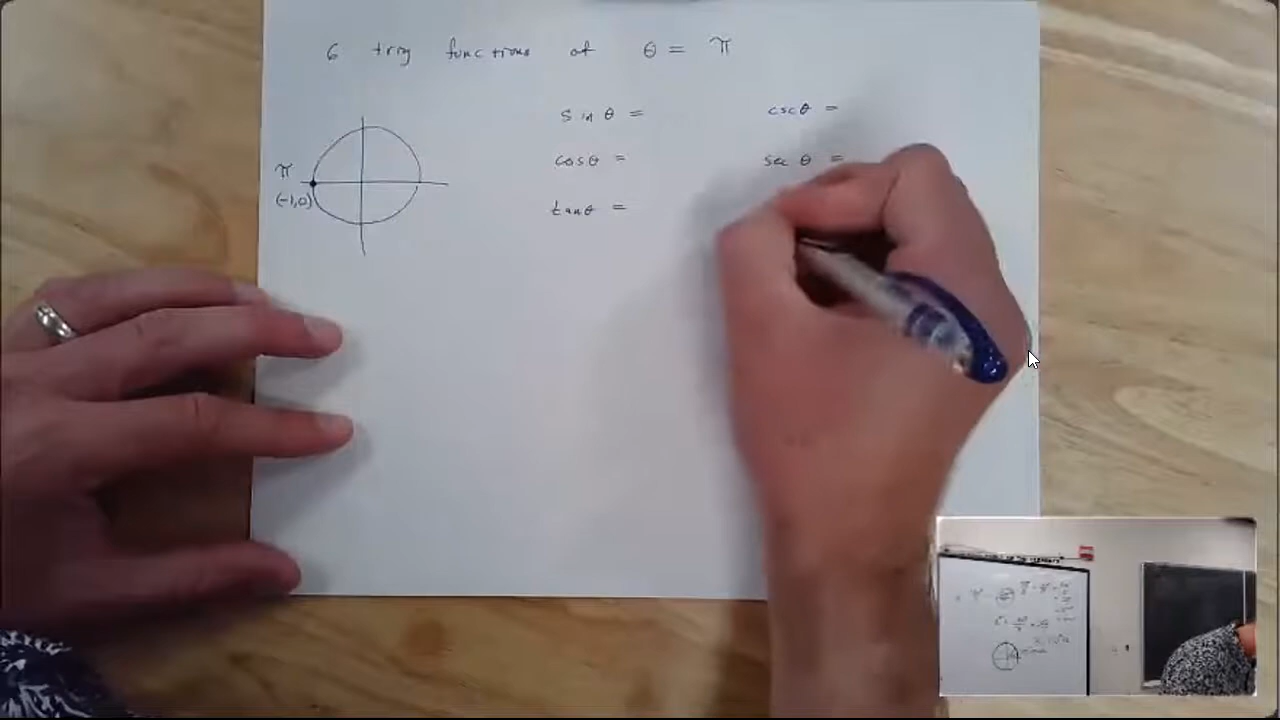 6 trig functions of θ = π
sin θ = csc θ =
π cos θ = sec θ =
(-1,0) tan θ =